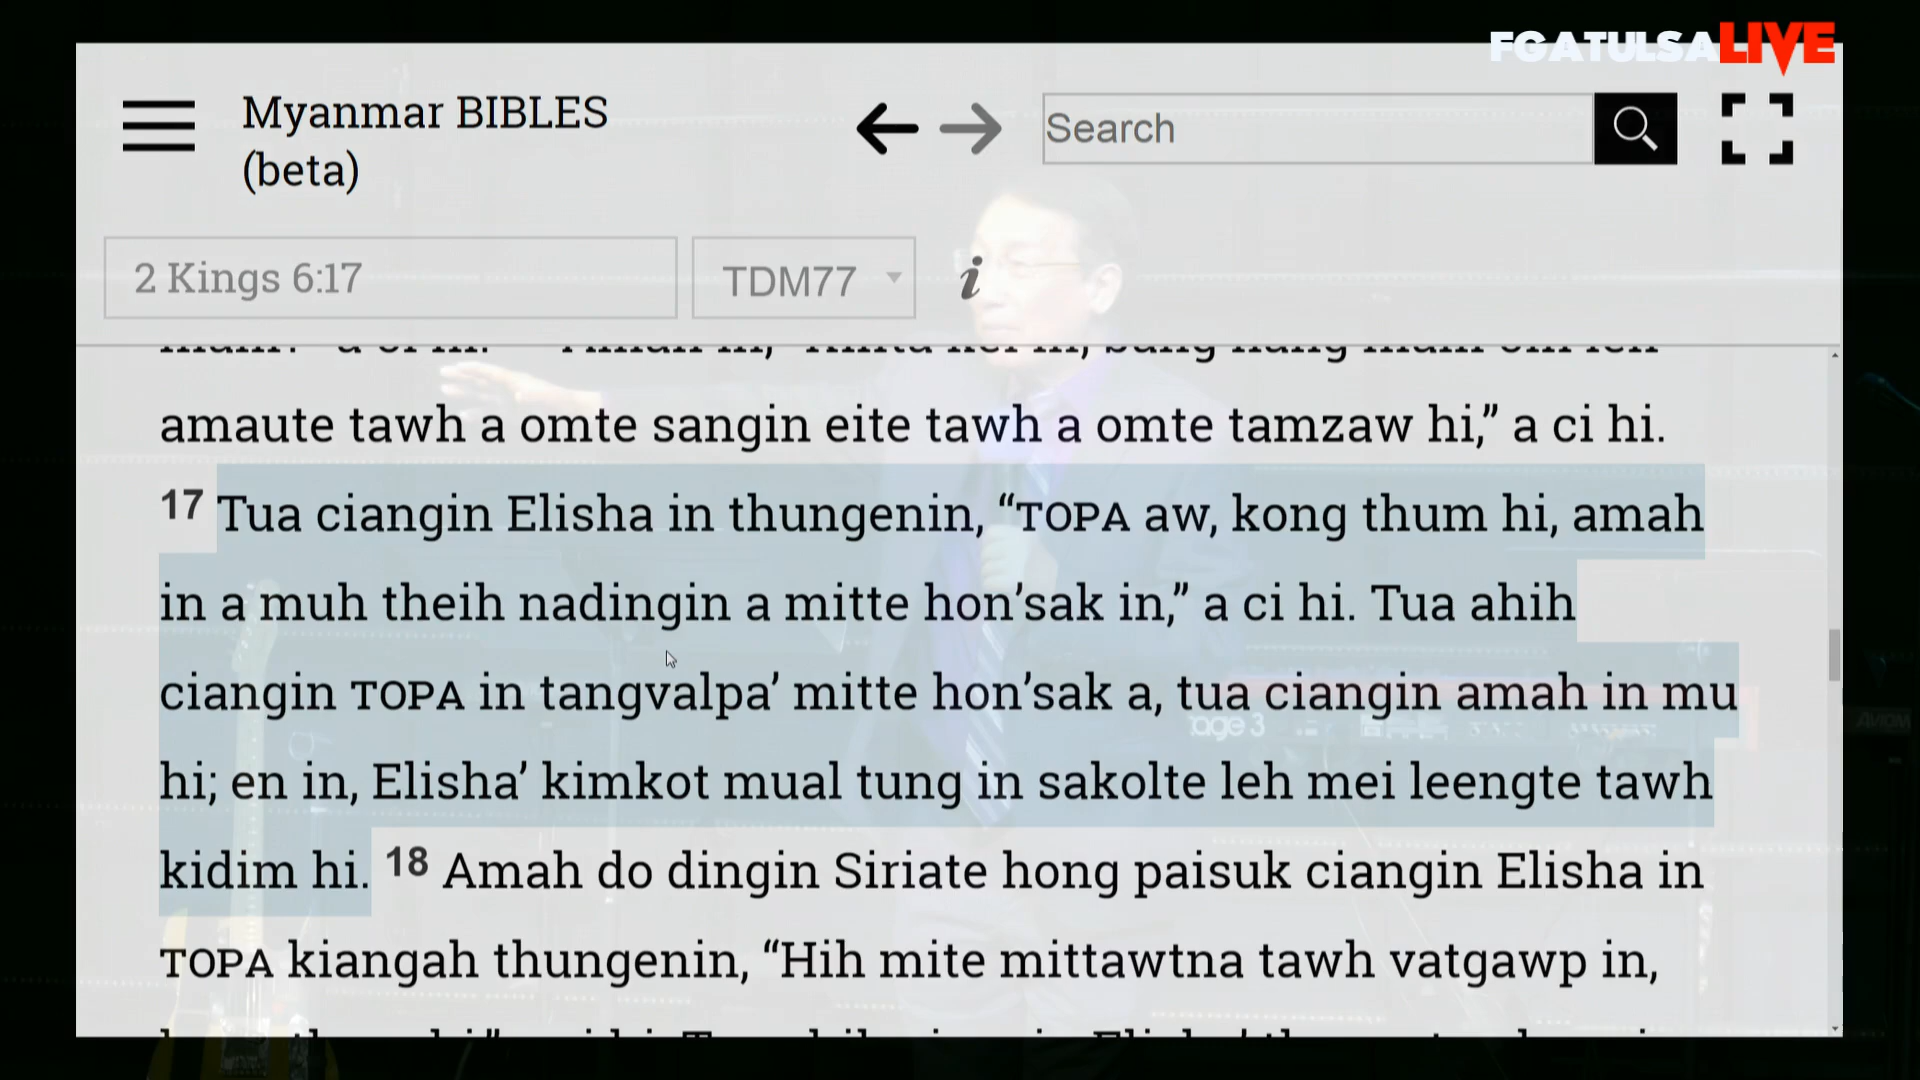 FGATULSALIVE
Myanmar BIBLES
(beta)
Search
2 Kings 6:17
TDM77
i
amaute tawh a omte sangin eite tawh a omte tamzaw hi,” a ci hi.
17 Tua ciangin Elisha in thungenin, “TOPA aw, kong thum hi, amah
in a muh theih nadingin a mitte hon’sak in,” a ci hi. Tua ahih
ciangin TOPA in tangvalpa’ mitte hon’sak a, tua ciangin amah in mu
hi; en in, Elisha’ kimkot mual tung in sakolte leh mei leengte tawh
kidim hi. 18 Amah do dingin Siriate hong paisuk ciangin Elisha in
TOPA kiangah thungenin, “Hih mite mittawtna tawh vatgawp in,